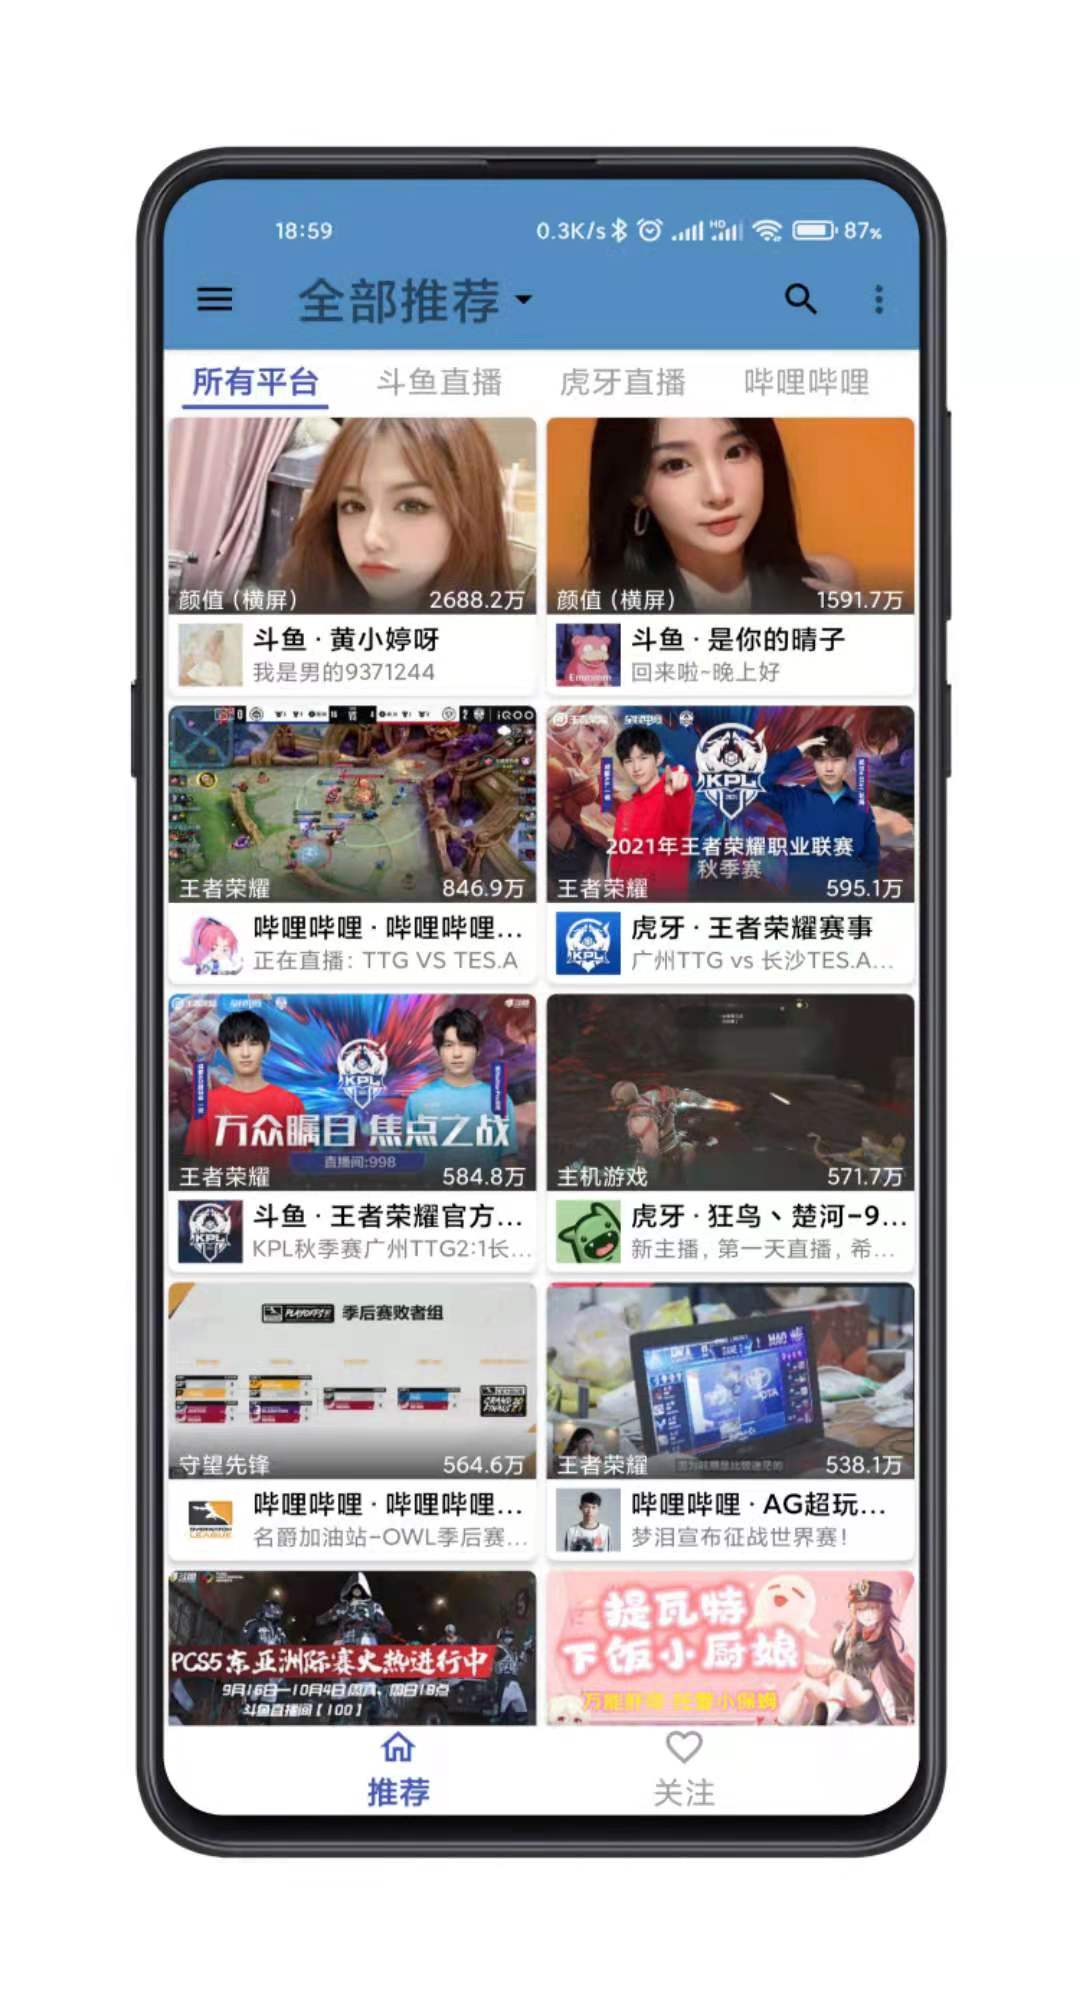 18:59
0.3K/s HD 87%
全部推荐
所有平台 斗鱼直播 虎牙直播 哔哩哔哩
颜值（横屏） 2688.2万
颜值（横屏） 1591.7万
斗鱼 · 黄小婷呀
我是男的9371244
Emmmm
斗鱼 · 是你的晴子
回来啦~晚上好
VS iQOO
王者荣耀 846.9万
KPL
2021年王者荣耀职业联赛
秋季赛
王者荣耀 595.1万
哔哩哔哩 · 哔哩哔哩...
正在直播：TTG VS TES.A
KPL
虎牙 · 王者荣耀赛事
广州TTG vs 长沙TES.A...
KPL
万众瞩目 焦点之战
直播间:998
王者荣耀 584.8万
主机游戏 571.7万
KPL
斗鱼 · 王者荣耀官方...
KPL秋季赛广州TTG2:1长...
虎牙 · 狂鸟丶楚河-9...
新主播，第一天直播，希...
PLAYOFFS 季后赛败者组
GRAND FINALS
守望先锋 564.6万
王者荣耀 538.1万
OVERWATCH LEAGUE
哔哩哔哩 · 哔哩哔哩...
名爵加油站-OWL季后赛...
哔哩哔哩 · AG超玩...
梦泪宣布征战世界赛！
PCS5东亚洲际赛火热进行中
9月16日—10月4日 周六、周日18点
斗鱼直播间【100】
提瓦特
下饭小厨娘
推荐
关注